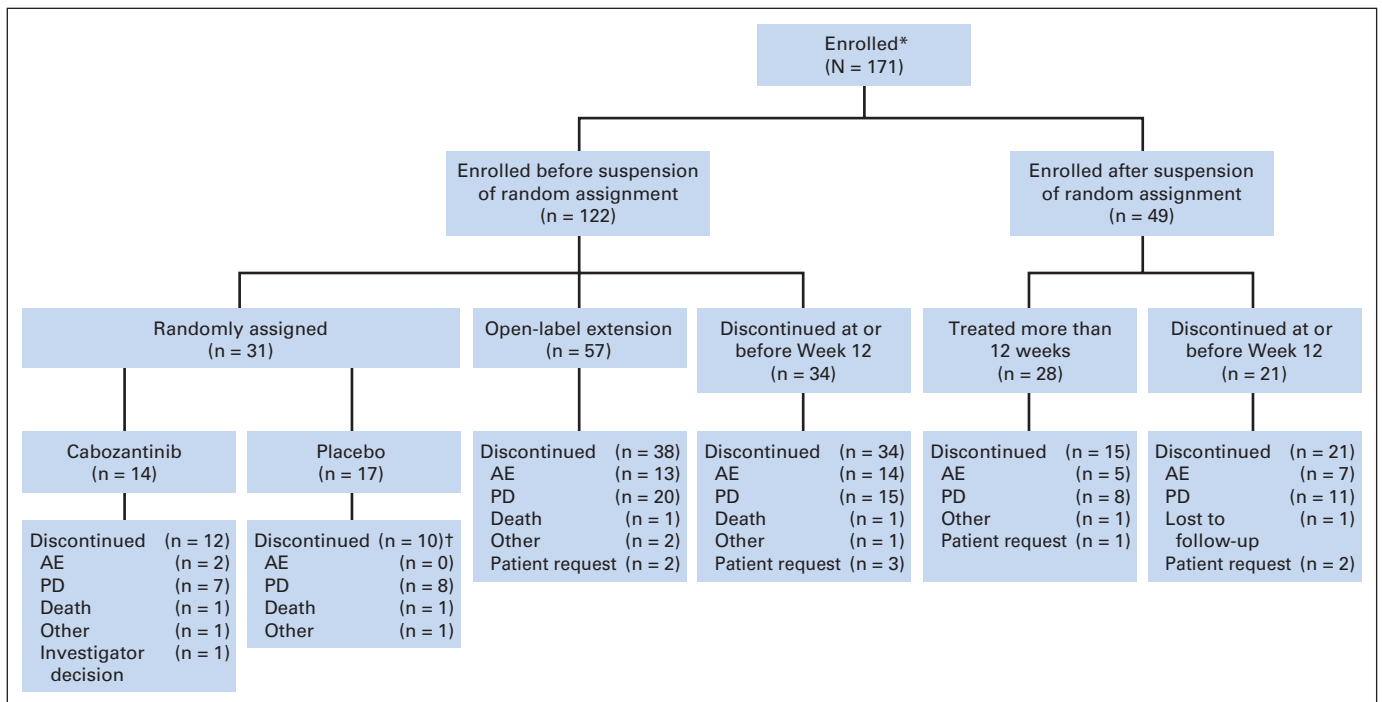 Enrolled*
(N = 171)
Enrolled before suspension
of random assignment
(n = 122)
Enrolled after suspension
of random assignment
(n = 49)
Randomly assigned
(n = 31)
Open-label extension
(n = 57)
Discontinued at or
before Week 12
(n = 34)
Treated more than
12 weeks
(n = 28)
Discontinued at or
before Week 12
(n = 21)
Cabozantinib
(n = 14)
Placebo
(n = 17)
Discontinued (n = 38)
AE (n = 13)
PD (n = 20)
Death (n = 1)
Other (n = 2)
Patient request (n = 2)
Discontinued (n = 34)
AE (n = 14)
PD (n = 15)
Death (n = 1)
Other (n = 1)
Patient request (n = 3)
Discontinued (n = 15)
AE (n = 5)
PD (n = 8)
Other (n = 1)
Patient request (n = 1)
Discontinued (n = 21)
AE (n = 7)
PD (n = 11)
Lost to (n = 1)
follow-up
Patient request (n = 2)
Discontinued (n = 12)
AE (n = 2)
PD (n = 7)
Death (n = 1)
Other (n = 1)
Investigator (n = 1)
decision
Discontinued (n = 10)†
AE (n = 0)
PD (n = 8)
Death (n = 1)
Other (n = 1)